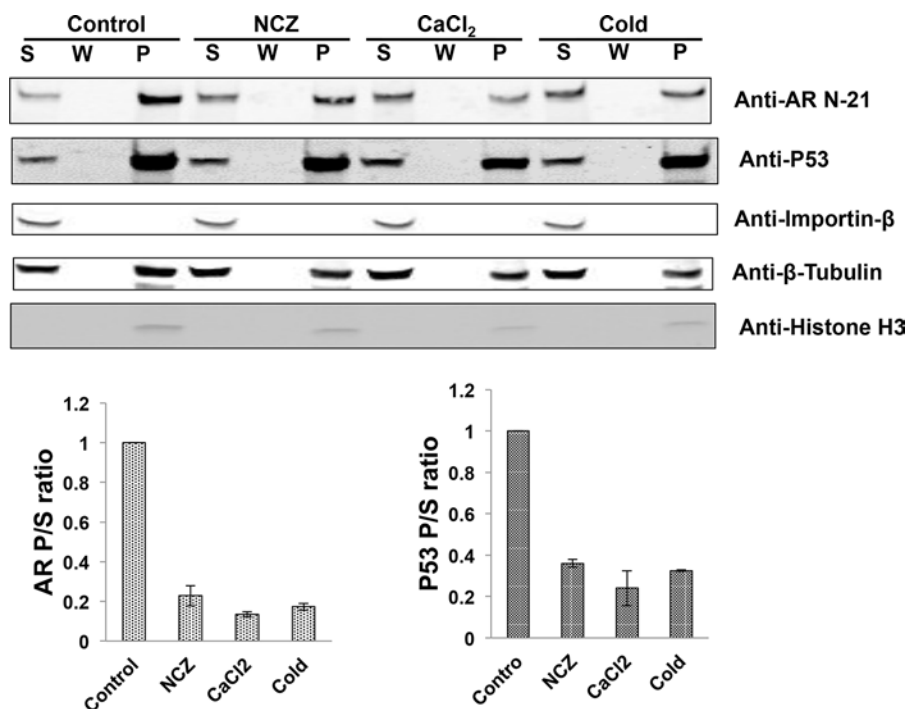 Control NCZ CaCl₂ Cold
S W P S W P S W P S W P
Anti-AR N-21
Anti-P53
Anti-Importin-β
Anti-β-Tubulin
Anti-Histone H3
AR P/S ratio
1.2
1
0.8
0.6
0.4
0.2
0
Control NCZ CaCl2 Cold
P53 P/S ratio
1.2
1
0.8
0.6
0.4
0.2
0
Contro NCZ CaCl2 Cold